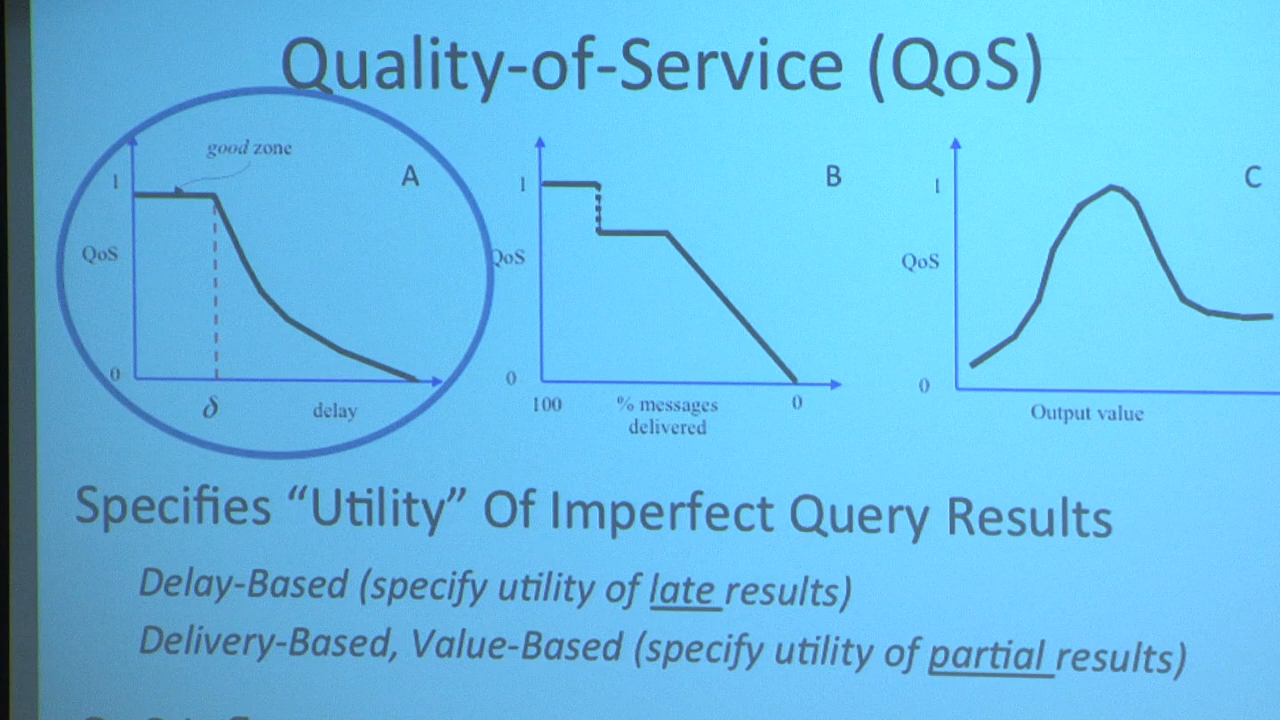 Quality-of-Service (QoS)
good zone
A
1
QoS
0
δ
delay
B
1
QoS
0
100
% messages
delivered
0
C
1
QoS
0
Output value
Specifies “Utility” Of Imperfect Query Results
Delay-Based (specify utility of late results)
Delivery-Based, Value-Based (specify utility of partial results)